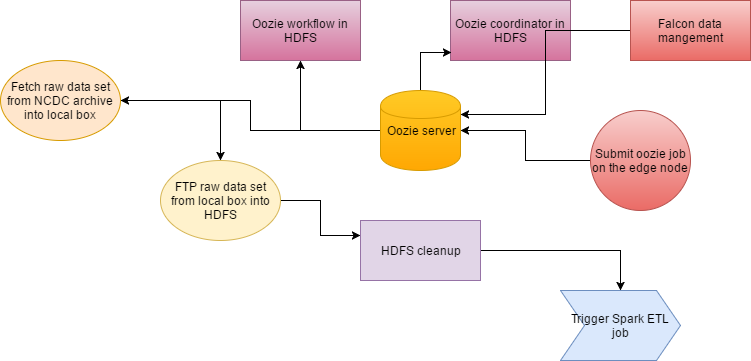 Oozie workflow in
HDFS
Oozie coordinator in
HDFS
Falcon data
mangement
Fetch raw data set
from NCDC archive
into local box
Oozie server
Submit oozie job
on the edge node
FTP raw data set
from local box into
HDFS
HDFS cleanup
Trigger Spark ETL
job